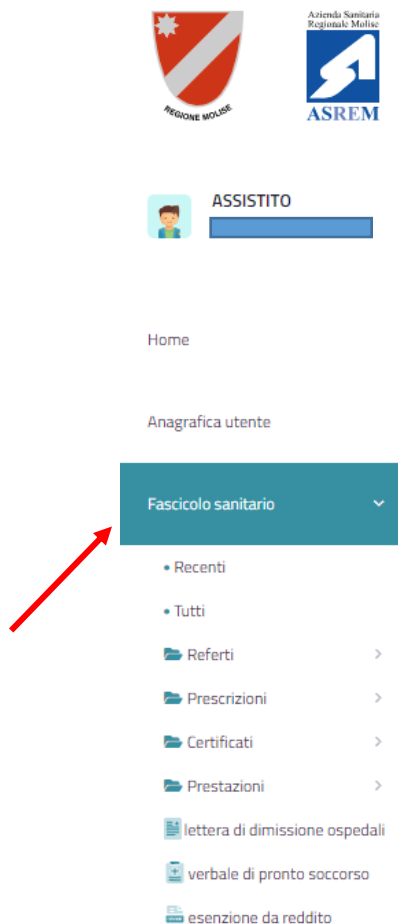 Azienda Sanitaria
Regionale Molise
REGIONE MOLISE
ASREM
ASSISTITO
Home
Anagrafica utente
Fascicolo sanitario
• Recenti
• Tutti
Referti
Prescrizioni
Certificati
Prestazioni
lettera di dimissione ospedali
verbale di pronto soccorso
esenzione da reddito